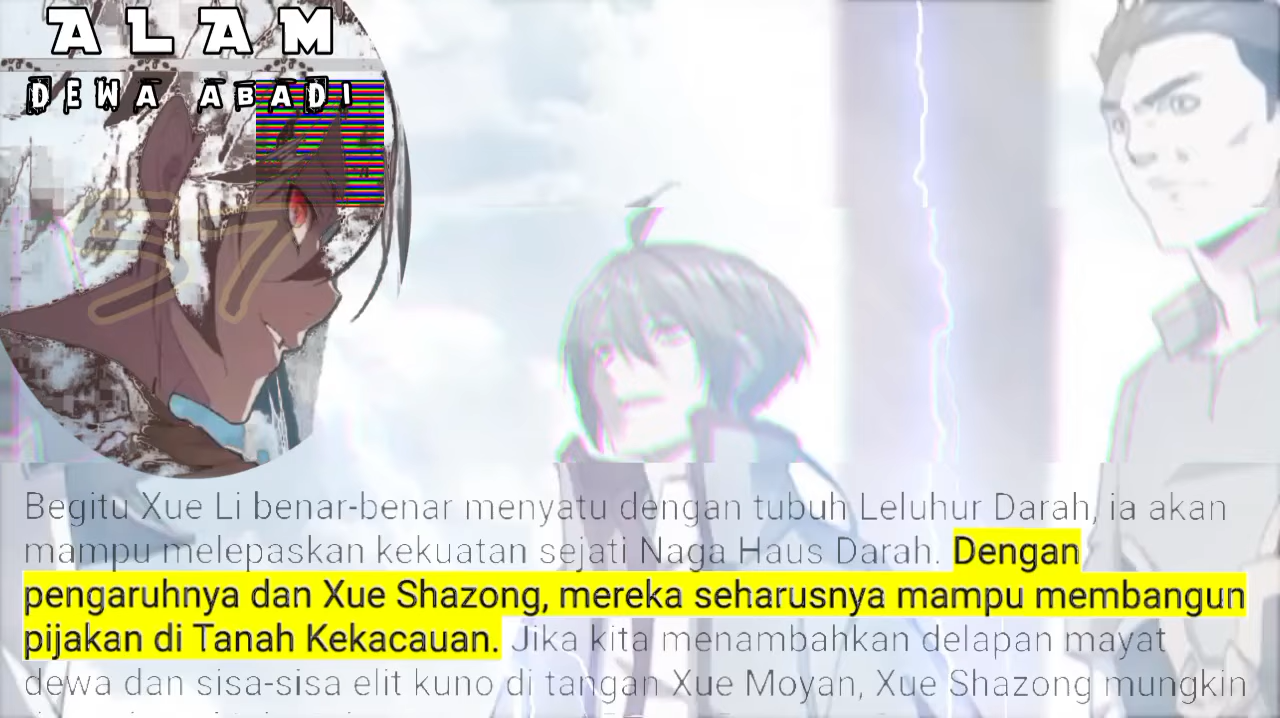 ALAM
DEWA ABADI
57
Begitu Xue Li benar-benar menyatu dengan tubuh Leluhur Darah, ia akan
mampu melepaskan kekuatan sejati Naga Haus Darah. Dengan
pengaruhnya dan Xue Shazong, mereka seharusnya mampu membangun
pijakan di Tanah Kekacauan. Jika kita menambahkan delapan mayat
dewa dan sisa-sisa elit kuno di tangan Xue Moyan, Xue Shazong mungkin